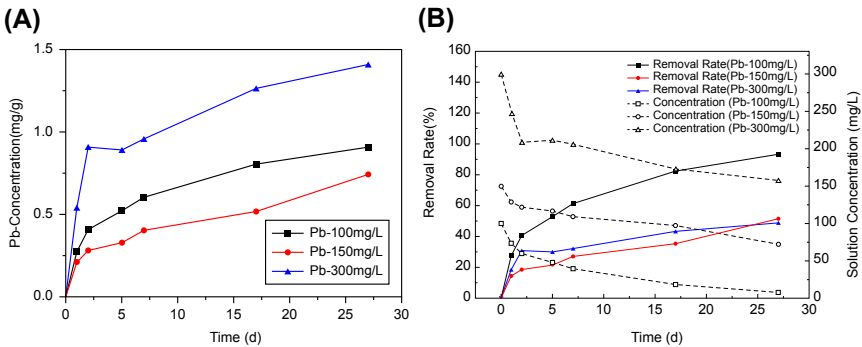 (A)
1.5
1.0
0.5
0.0
Pb-Concentration(mg/g)
Pb-100mg/L
Pb-150mg/L
Pb-300mg/L
0 5 10 15 20 25 30
Time (d)
(B)
160
140
120
100
80
60
40
20
0
Removal Rate(%)
Removal Rate(Pb-100mg/L)
Removal Rate(Pb-150mg/L)
Removal Rate(Pb-300mg/L)
Concentration (Pb-100mg/L)
Concentration (Pb-150mg/L)
Concentration (Pb-300mg/L)
300
250
200
150
100
50
0
Solution Concentration (mg/L)
0 5 10 15 20 25 30
Time (d)